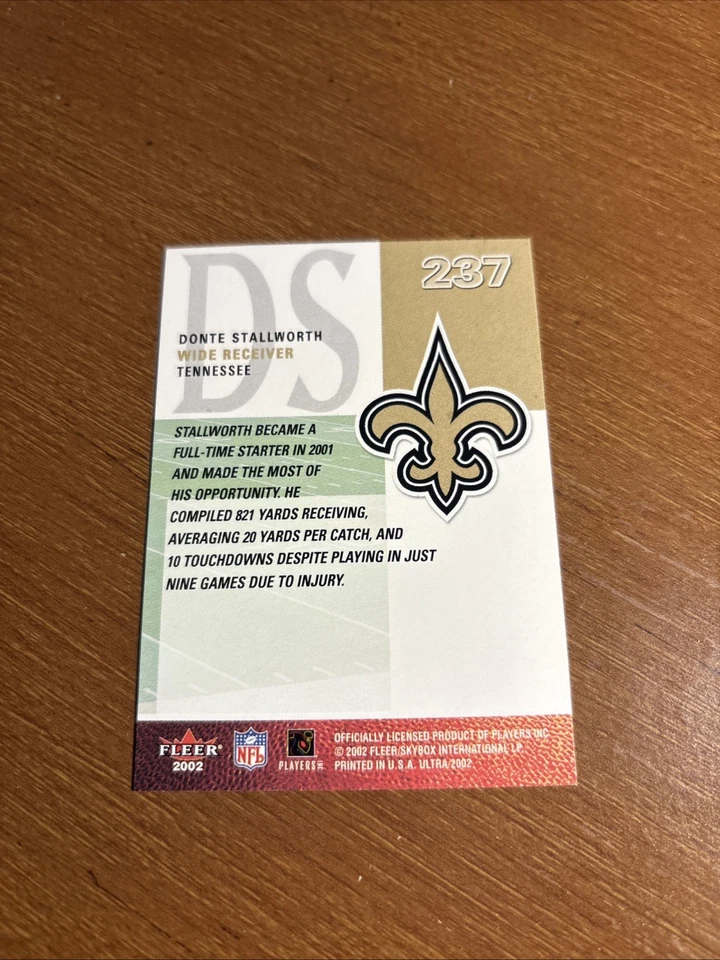 DS
237
DONTE STALLWORTH
WIDE RECEIVER
TENNESSEE
STALLWORTH BECAME A
FULL-TIME STARTER IN 2001
AND MADE THE MOST OF
HIS OPPORTUNITY. HE
COMPILED 821 YARDS RECEIVING,
AVERAGING 20 YARDS PER CATCH, AND
10 TOUCHDOWNS DESPITE PLAYING IN JUST
NINE GAMES DUE TO INJURY.
FLEER®
2002
NFL
PLAYERS INC
OFFICIALLY LICENSED PRODUCT OF PLAYERS INC
© 2002 FLEER/SKYBOX INTERNATIONAL LP.
PRINTED IN U.S.A. ULTRA/2002